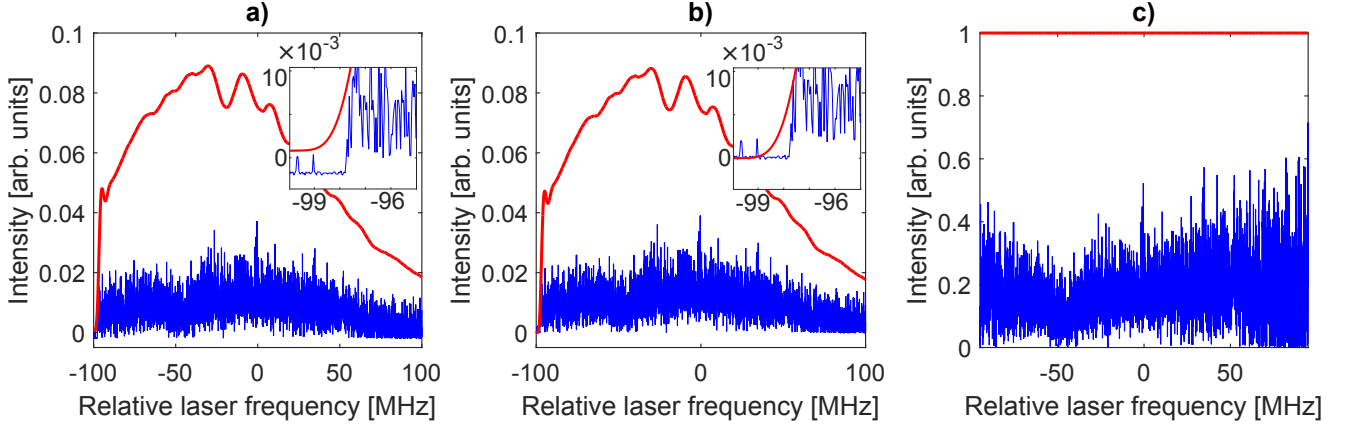 a)
Intensity [arb. units]
0.1
0.08
0.06
0.04
0.02
0
-100 -50 0 50 100
Relative laser frequency [MHz]
×10-3
10
0
-99 -96
b)
Intensity [arb. units]
0.1
0.08
0.06
0.04
0.02
0
-100 -50 0 50 100
Relative laser frequency [MHz]
×10-3
10
0
-99 -96
c)
Intensity [arb. units]
1
0.8
0.6
0.4
0.2
0
-50 0 50
Relative laser frequency [MHz]